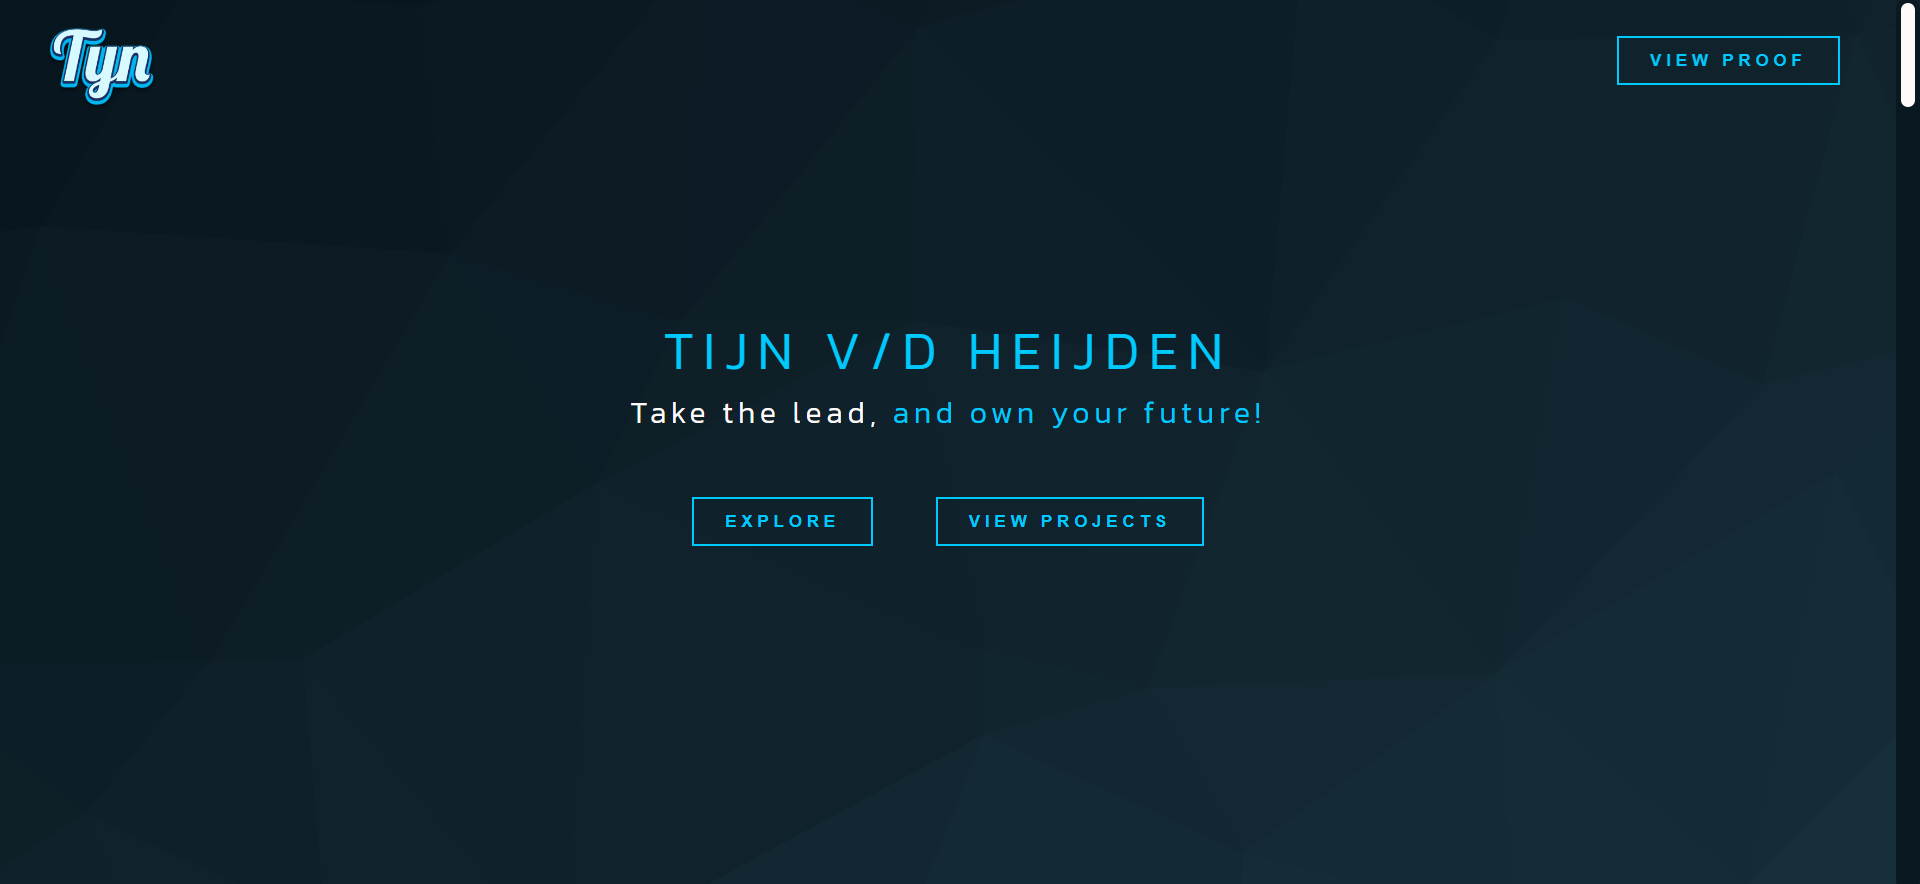 Tyn
VIEW PROOF
TIJN V/D HEIJDEN
Take the lead, and own your future!
EXPLORE
VIEW PROJECTS